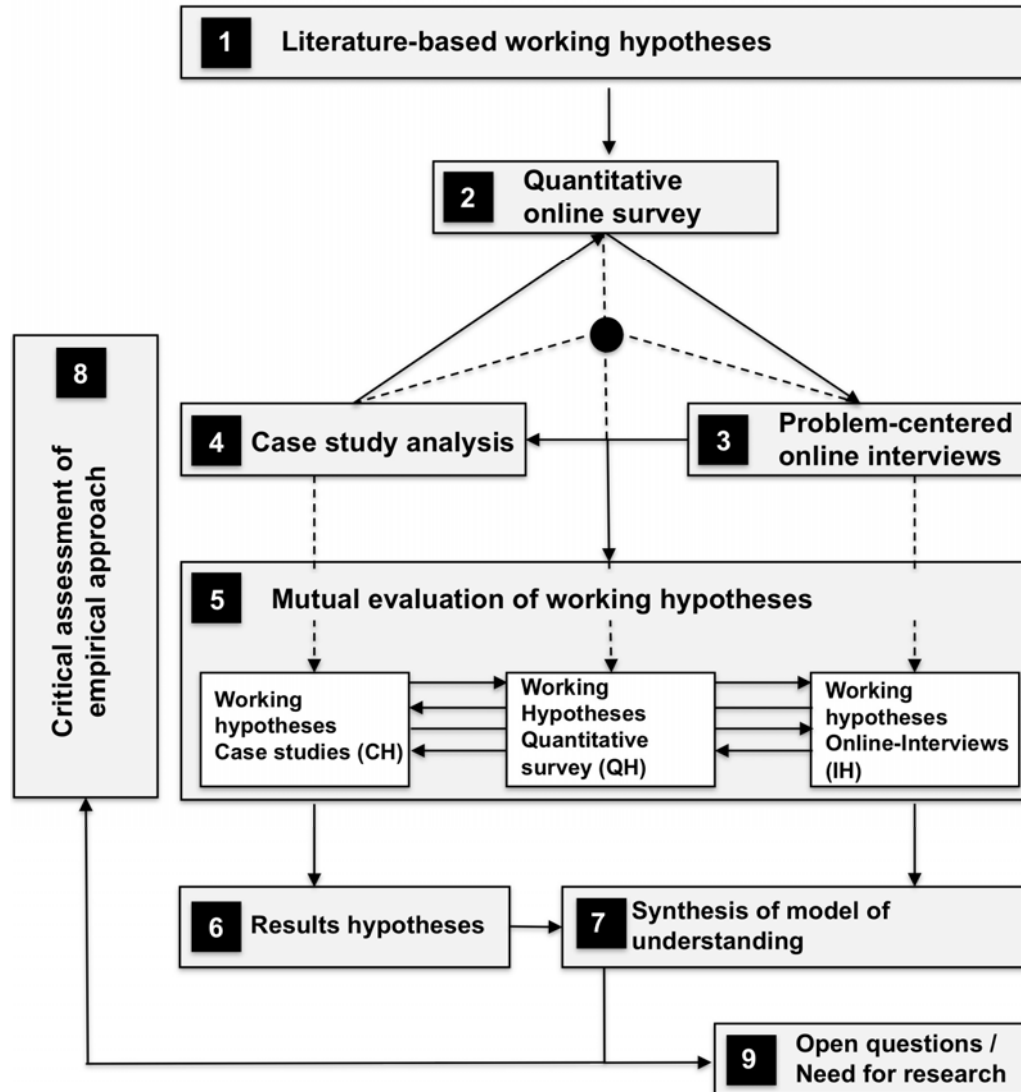 1 Literature-based working hypotheses
2 Quantitative
online survey
8
Critical assessment of
empirical approach
4 Case study analysis
3 Problem-centered
online interviews
5 Mutual evaluation of working hypotheses
Working
hypotheses
Case studies (CH)
Working
Hypotheses
Quantitative
survey (QH)
Working
hypotheses
Online-Interviews
(IH)
6 Results hypotheses
7 Synthesis of model of
understanding
9 Open questions /
Need for research